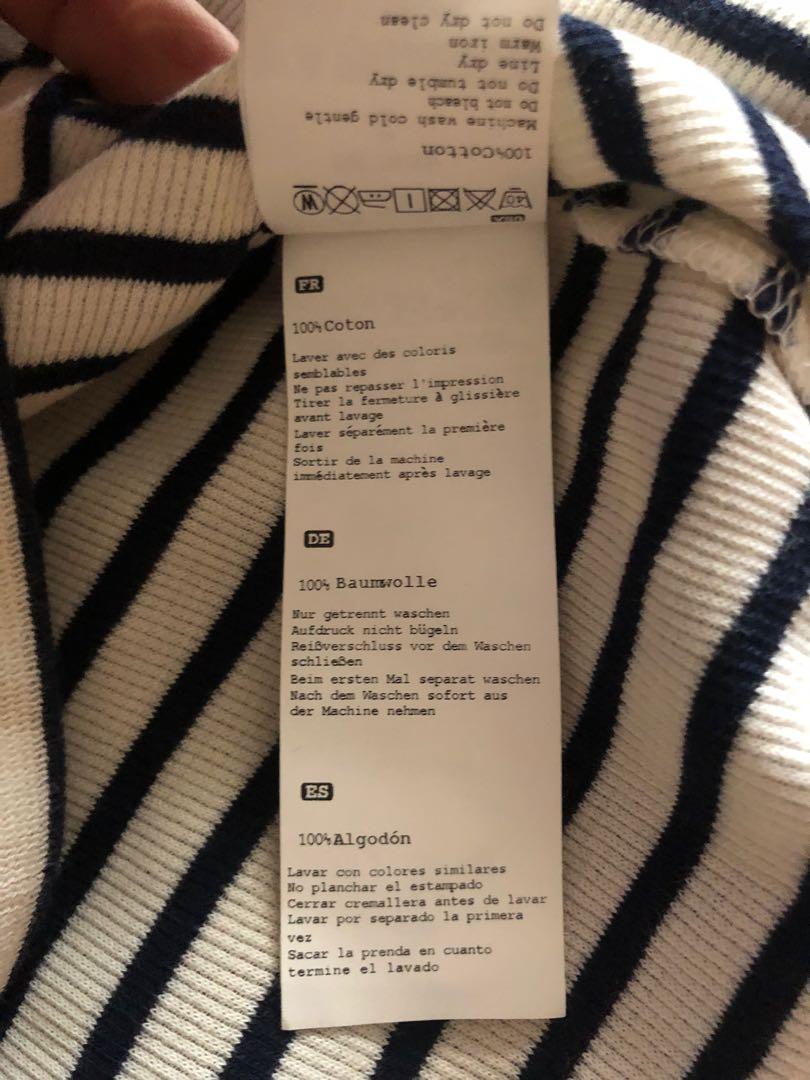 100%Cotton
Machine wash cold gentle
Do not bleach
Do not tumble dry
Line dry
Warm iron
Do not dry clean
40
W
FR
100% Coton
Laver avec des coloris
semblables
Ne pas repasser l'impression
Tirer la fermeture à glissière
avant lavage
Laver séparément la première
fois
Sortir de la machine
immédiatement après lavage
DE
100% Baumwolle
Nur getrennt waschen
Aufdruck nicht bügeln
Reißverschluss vor dem Waschen
schließen
Beim ersten Mal separat waschen
Nach dem Waschen sofort aus
der Machine nehmen
ES
100%Algodón
Lavar con colores similares
No planchar el estampado
Cerrar cremallera antes de lavar
Lavar por separado la primera
vez
Sacar la prenda en cuanto
termine el lavado